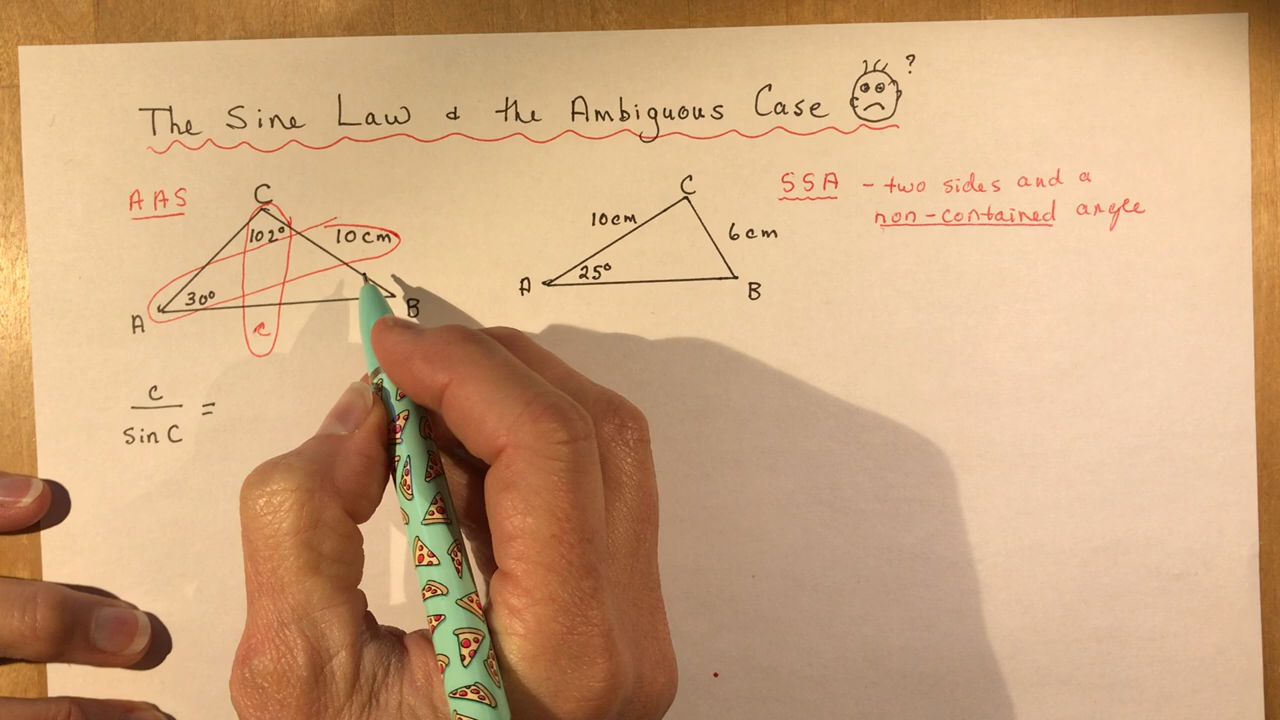 The Sine Law & the Ambiguous Case ?
AAS
C
102°
10cm
30°
A
B
c
C
10cm
6cm
25°
A
B
SSA - two sides and a
non-contained angle
c
sin C
=